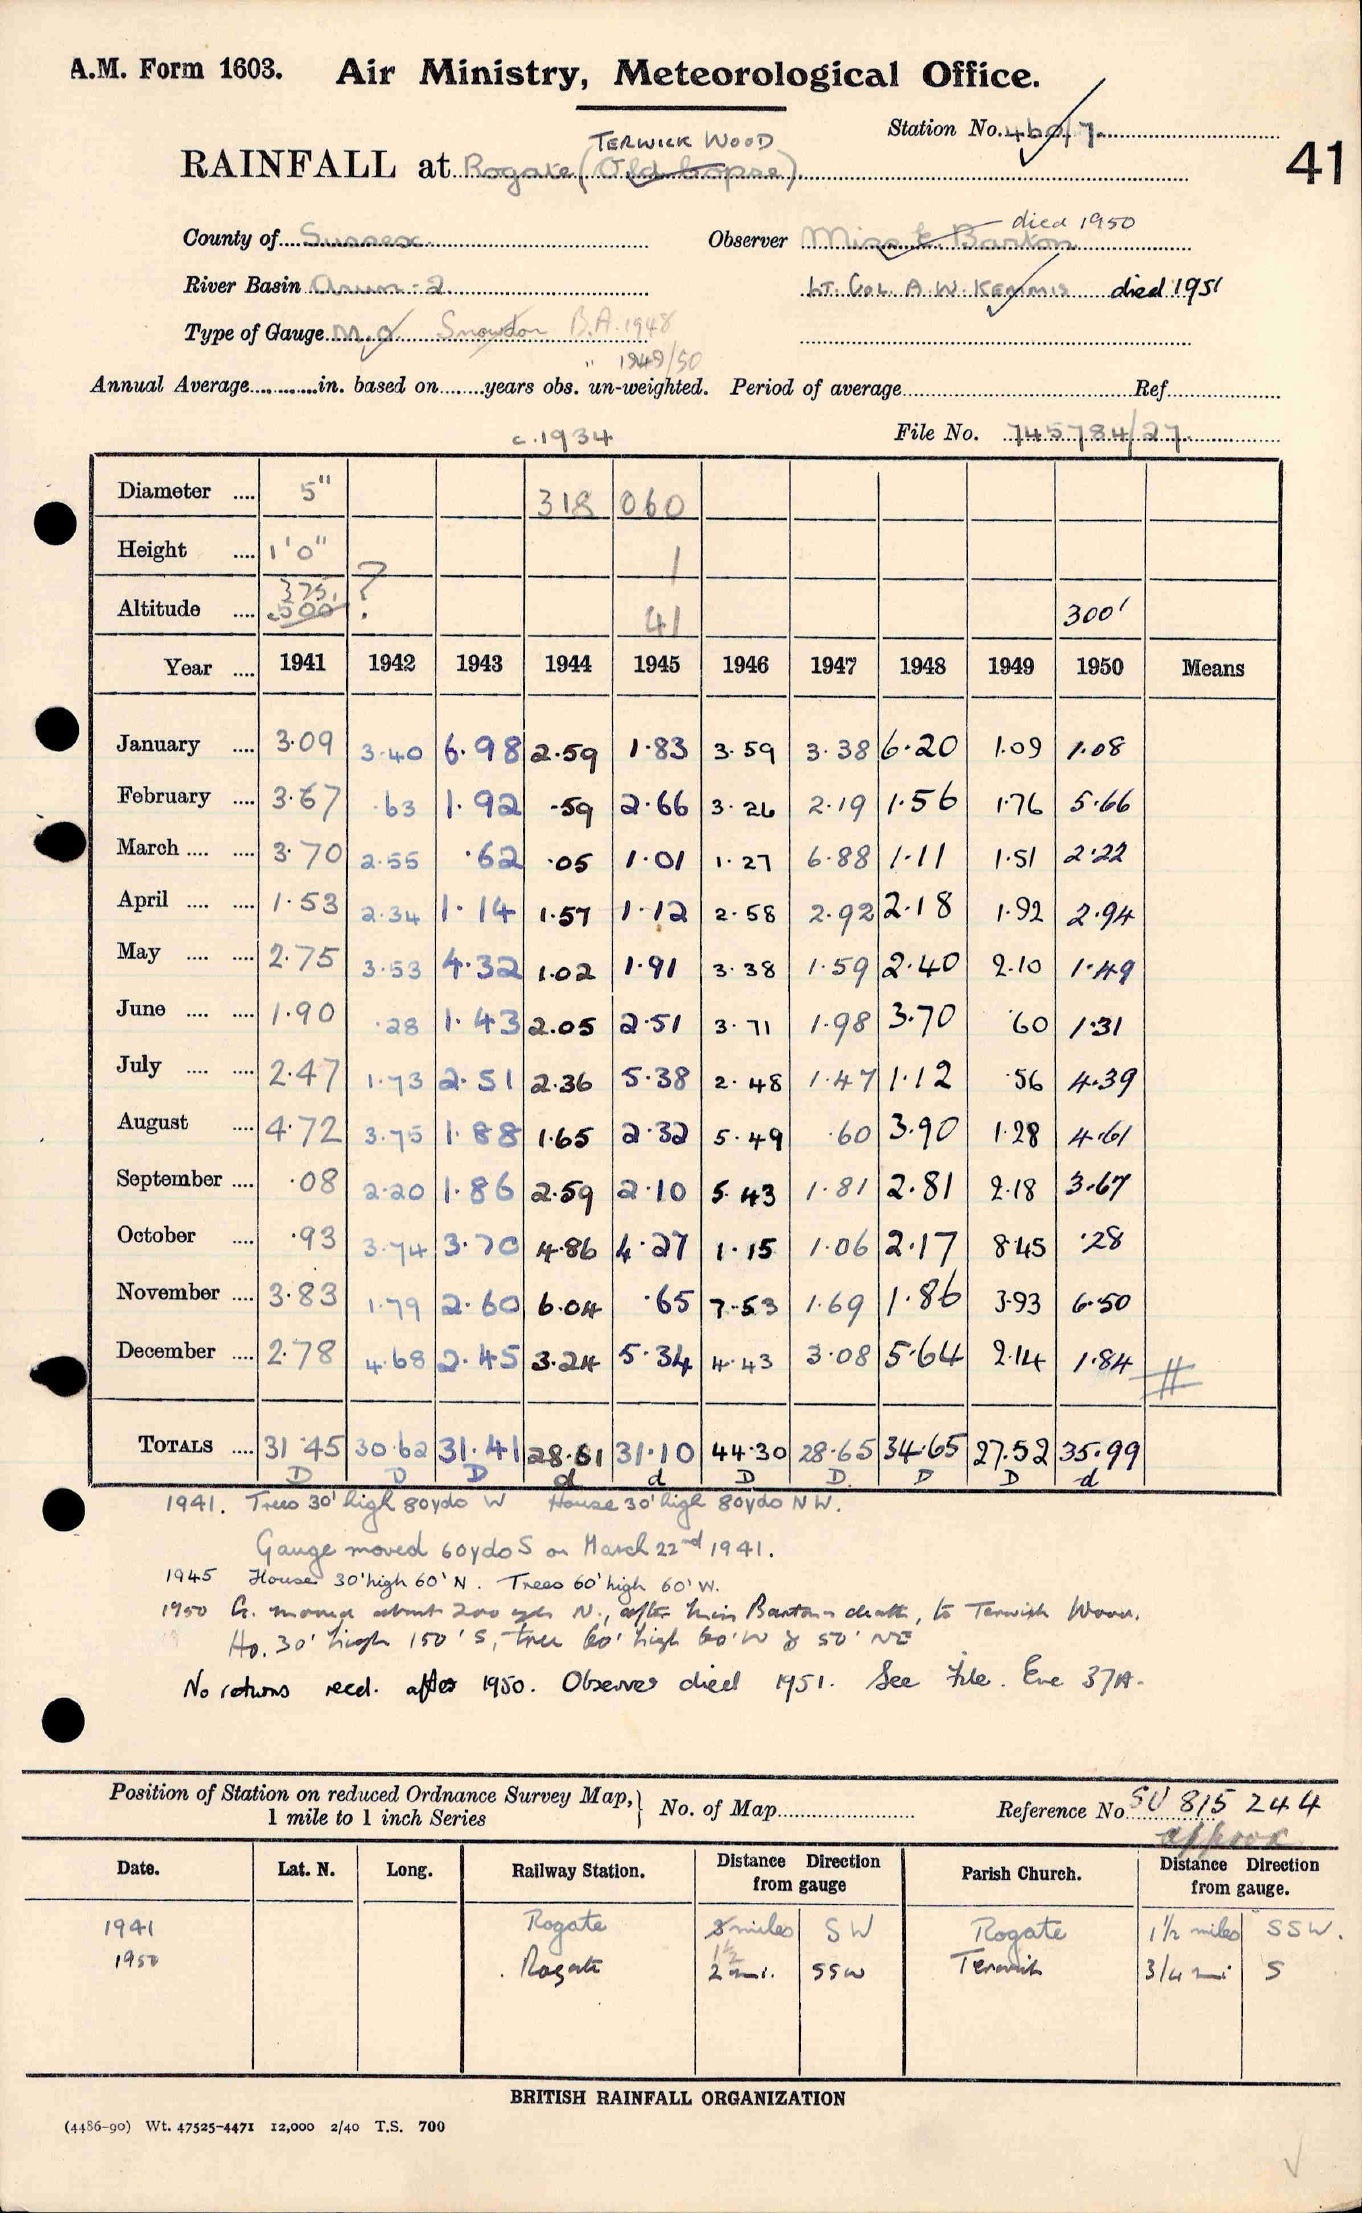 A.M. Form 1603. Air Ministry, Meteorological Office.
Station No. 460/7
TERWICK WOOD
RAINFALL at Rogate (Old Copse)
41
died 1950
County of Sussex Observer Miss E. Barton
River Basin Arun - 2. Lt. Col. A. W. Kemmis died 1951
Type of Gauge M.O. Snowdon B.A. 1948
" 1949/50
Annual Average............in. based on.......years obs. un-weighted. Period of average............Ref............
c. 1934 File No. 745784/27
Diameter .... 5" 318 060
Height .... 1'0" 1
375 ?
Altitude .... 500 41 300'
Year .... 1941 1942 1943 1944 1945 1946 1947 1948 1949 1950 Means
January .... 3·09 3·40 6·98 2·59 1·83 3·59 3·38 6·20 1·09 1·08
February .... 3·67 ·63 1·92 ·59 2·66 3·26 2·19 1·56 1·76 5·66
March .... .... 3·70 2·55 ·62 ·05 1·01 1·27 6·88 1·11 1·51 2·22
April .... .... 1·53 2·34 1·14 1·57 1·12 2·58 2·92 2·18 1·92 2·94
May .... .... 2·75 3·53 4·32 1·02 1·91 3·38 1·59 2·40 2·10 1·49
June .... .... 1·90 ·28 1·43 2·05 2·51 3·71 1·98 3·70 ·60 1·31
July .... .... 2·47 1·73 2·51 2·36 5·38 2·48 1·47 1·12 ·56 4·39
August .... 4·72 3·75 1·88 1·65 2·32 5·49 ·60 3·90 1·28 4·61
September .... ·08 2·20 1·86 2·59 2·10 5·43 1·81 2·81 2·18 3·67
October .... ·93 3·74 3·70 4·86 4·27 1·15 1·06 2·17 8·45 ·28
November .... 3·83 1·79 2·60 6·04 ·65 7·53 1·69 1·86 3·93 6·50
December .... 2·78 4·68 2·45 3·24 5·34 4·43 3·08 5·64 2·14 1·84 #
TOTALS .... 31·45 30·62 31·41 28·61 31·10 44·30 28·65 34·65 27·52 35·99
D D D d d D D. D D d
1941. Trees 30' high 80yds W House 30' high 80yds NW.
Gauge moved 60yds S on March 22nd 1941.
1945 House 30' high 60' N. Trees 60' high 60' W.
1950 G. moved about 200 yds N., after Miss Barton's death, to Terwick Wood.
Ho. 30' high 150' S, tree 60' high 60' W & 50' NE
No returns recd. after 1950. Observer died 1951. See File. Enc 37A.
Position of Station on reduced Ordnance Survey Map, 1 mile to 1 inch Series } No. of Map............ Reference No. SU 815 244
approx
Date. Lat. N. Long. Railway Station. Distance Direction from gauge Parish Church. Distance Direction from gauge.
1941 Rogate 2 miles SW Rogate 1½ miles SSW.
1½
1950 Rogate 2 mi. SSW Terwick 3/4 mi S
BRITISH RAINFALL ORGANIZATION
(4486-90) Wt. 47525-4471 12,000 2/40 T.S. 700